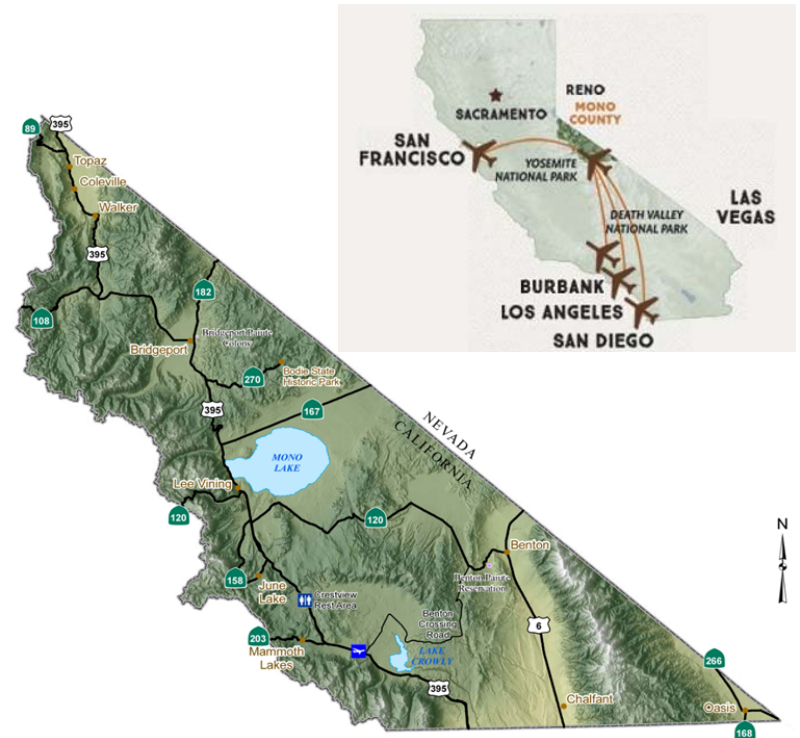 RENO
MONO
COUNTY
SACRAMENTO
SAN
FRANCISCO
YOSEMITE
NATIONAL PARK
DEATH VALLEY
NATIONAL PARK
LAS
VEGAS
BURBANK
LOS ANGELES
SAN DIEGO
89
395
Topaz
Coleville
Walker
395
182
108
Bridgeport
Bridgeport Paiute
Colony
270
Bodie State
Historic Park
395
167
NEVADA
CALIFORNIA
MONO
LAKE
Lee Vining
120
120
Benton
Benton Paiute
Reservation
158
June
Lake
Crestview
Rest Area
Benton
Crossing
Road
6
N
203
Mammoth
Lakes
LAKE
CROWLY
395
266
Chalfant
Oasis
168